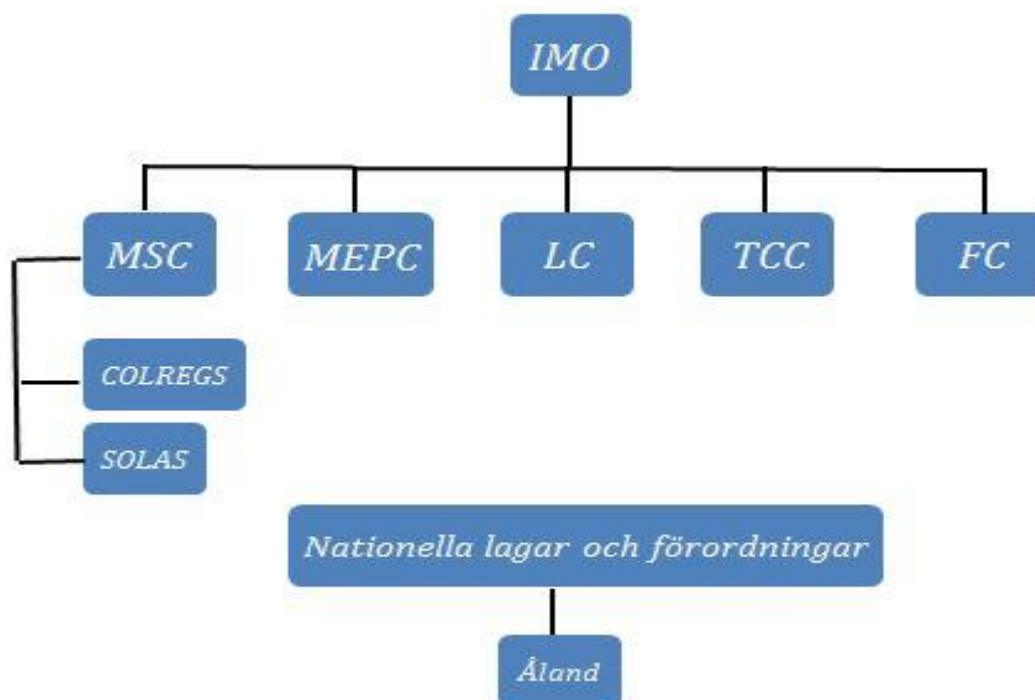 IMO
MSC
MEPC
LC
TCC
FC
COLREGS
SOLAS
Nationella lagar och förordningar
Åland